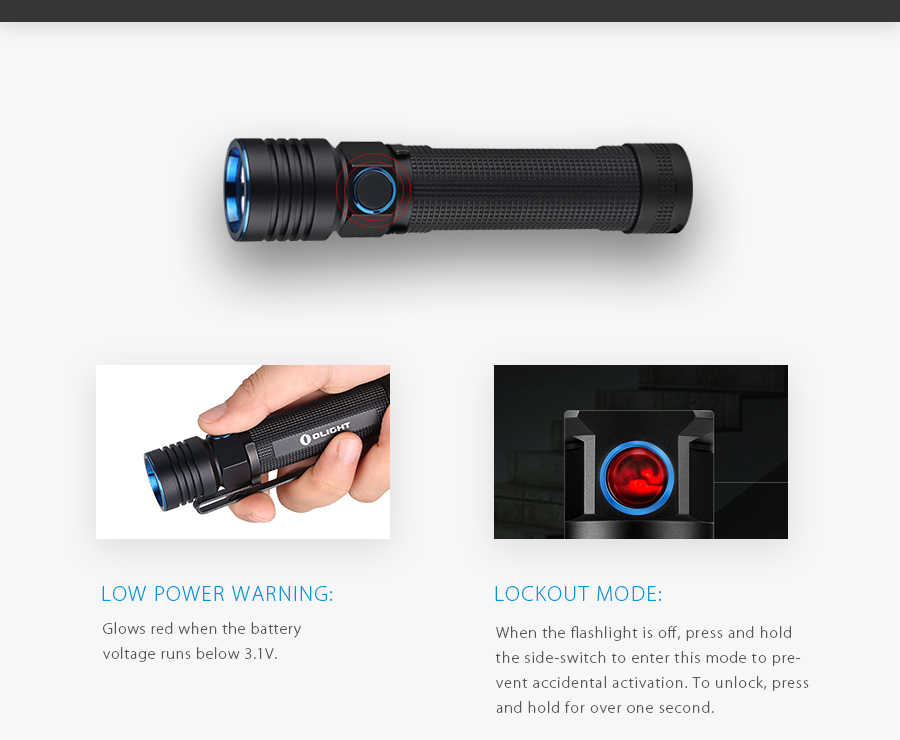 OLIGHT
LOW POWER WARNING:
Glows red when the battery
voltage runs below 3.1V.
LOCKOUT MODE:
When the flashlight is off, press and hold
the side-switch to enter this mode to pre-
vent accidental activation. To unlock, press
and hold for over one second.